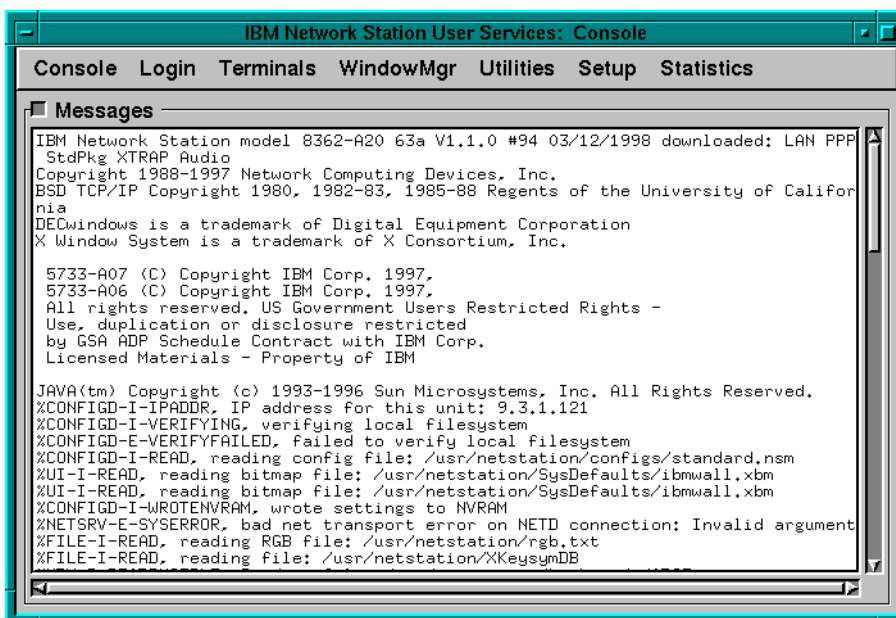 IBM Network Station User Services: Console
Console Login Terminals WindowMgr Utilities Setup Statistics
Messages
IBM Network Station model 8362-A20 63a V1.1.0 #94 03/12/1998 downloaded: LAN PPP
StdPkg XTRAP Audio
Copyright 1988-1997 Network Computing Devices, Inc.
BSD TCP/IP Copyright 1980, 1982-83, 1985-88 Regents of the University of Califor
nia
DECwindows is a trademark of Digital Equipment Corporation
X Window System is a trademark of X Consortium, Inc.
5733-A07 (C) Copyright IBM Corp. 1997,
5733-A06 (C) Copyright IBM Corp. 1997,
All rights reserved. US Government Users Restricted Rights -
Use, duplication or disclosure restricted
by GSA ADP Schedule Contract with IBM Corp.
Licensed Materials - Property of IBM
JAVA(tm) Copyright (c) 1993-1996 Sun Microsystems, Inc. All Rights Reserved.
%CONFIGD-I-IPADDR, IP address for this unit: 9.3.1.121
%CONFIGD-I-VERIFYING, verifying local filesystem
%CONFIGD-E-VERIFYFAILED, failed to verify local filesystem
%CONFIGD-I-READ, reading config file: /usr/netstation/configs/standard.nsm
%UI-I-READ, reading bitmap file: /usr/netstation/SysDefaults/ibmwall.xbm
%UI-I-READ, reading bitmap file: /usr/netstation/SysDefaults/ibmwall.xbm
%CONFIGD-I-WROTENVRAM, wrote settings to NVRAM
%NETSRV-E-SYSERROR, bad net transport error on NETD connection: Invalid argument
%FILE-I-READ, reading RGB file: /usr/netstation/rgb.txt
%FILE-I-READ, reading file: /usr/netstation/XKeysymDB